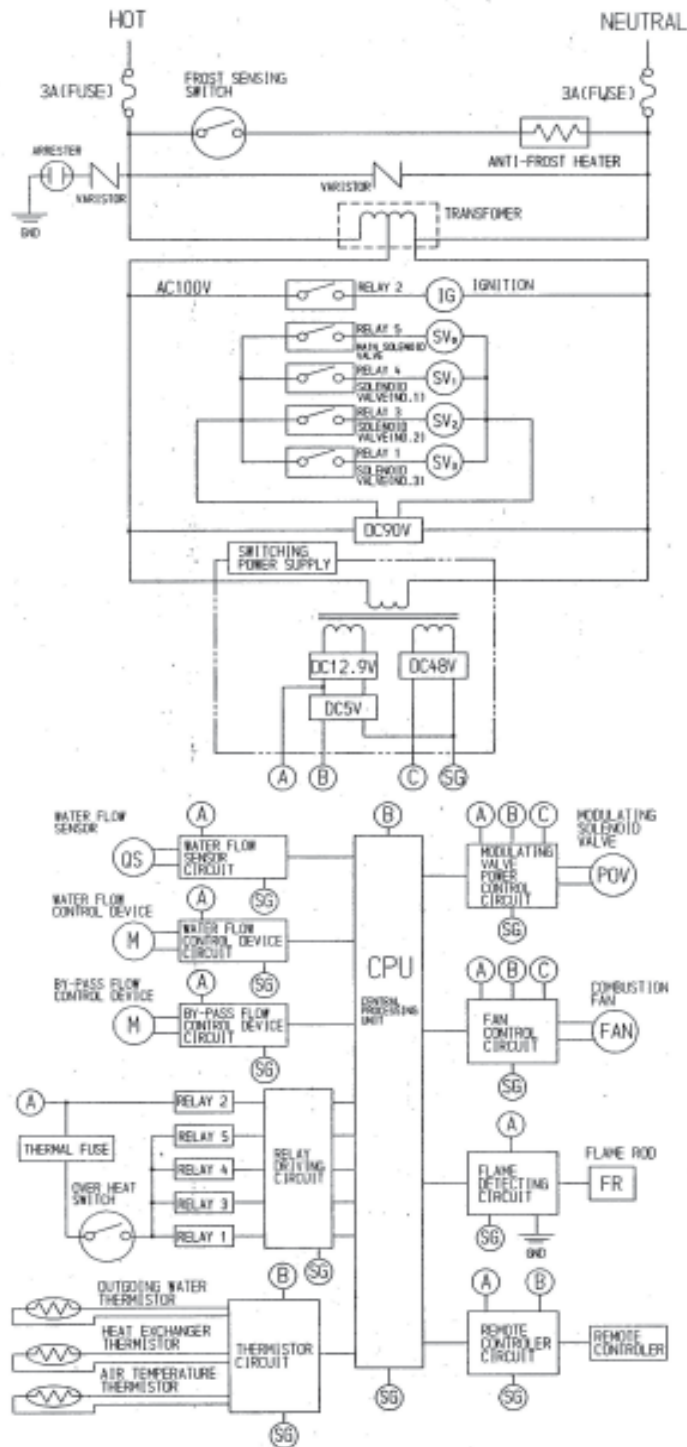 HOT
NEUTRAL
3A(FUSE)
FROST SENSING
SWITCH
3A(FUSE)
ARRESTER
VARISTOR
GND
ANTI-FROST HEATER
VARISTOR
TRANSFOMER
AC100V
RELAY 2
IG
IGNITION
RELAY 5
MAIN SOLENOID
VALVE
SV₀
RELAY 4
SOLENOID
VALVE(NO.1)
SV₁
RELAY 3
SOLENOID
VALVE(NO.2)
SV₂
RELAY 1
SOLENOID
VALVE(NO.3)
SV₃
DC90V
SWITCHING
POWER SUPPLY
DC12.9V
DC48V
DC5V
A
B
C
SG
WATER FLOW
SENSOR
QS
A
WATER FLOW
SENSOR
CIRCUIT
SG
WATER FLOW
CONTROL DEVICE
M
A
WATER FLOW
CONTROL DEVICE
CIRCUIT
SG
BY-PASS FLOW
CONTROL DEVICE
M
A
BY-PASS FLOW
CONTROL DEVICE
CIRCUIT
SG
A
THERMAL FUSE
OVER HEAT
SWITCH
RELAY 2
RELAY 5
RELAY 4
RELAY 3
RELAY 1
RELAY
DRIVING
CIRCUIT
SG
OUTGOING WATER
THERMISTOR
HEAT EXCHANGER
THERMISTOR
AIR TEMPERATURE
THERMISTOR
B
THERMISTOR
CIRCUIT
SG
B
CPU
CENTRAL
PROCESSING
UNIT
SG
A
B
C
MODULATING
VALVE
POWER
CONTROL
CIRCUIT
SG
MODULATING
SOLENOID
VALVE
POV
A
B
C
FAN
CONTROL
CIRCUIT
SG
COMBUSTION
FAN
FAN
A
FLAME
DETECTING
CIRCUIT
SG
GND
FLAME ROD
FR
A
B
REMOTE
CONTROLER
CIRCUIT
SG
REMOTE
CONTROLER